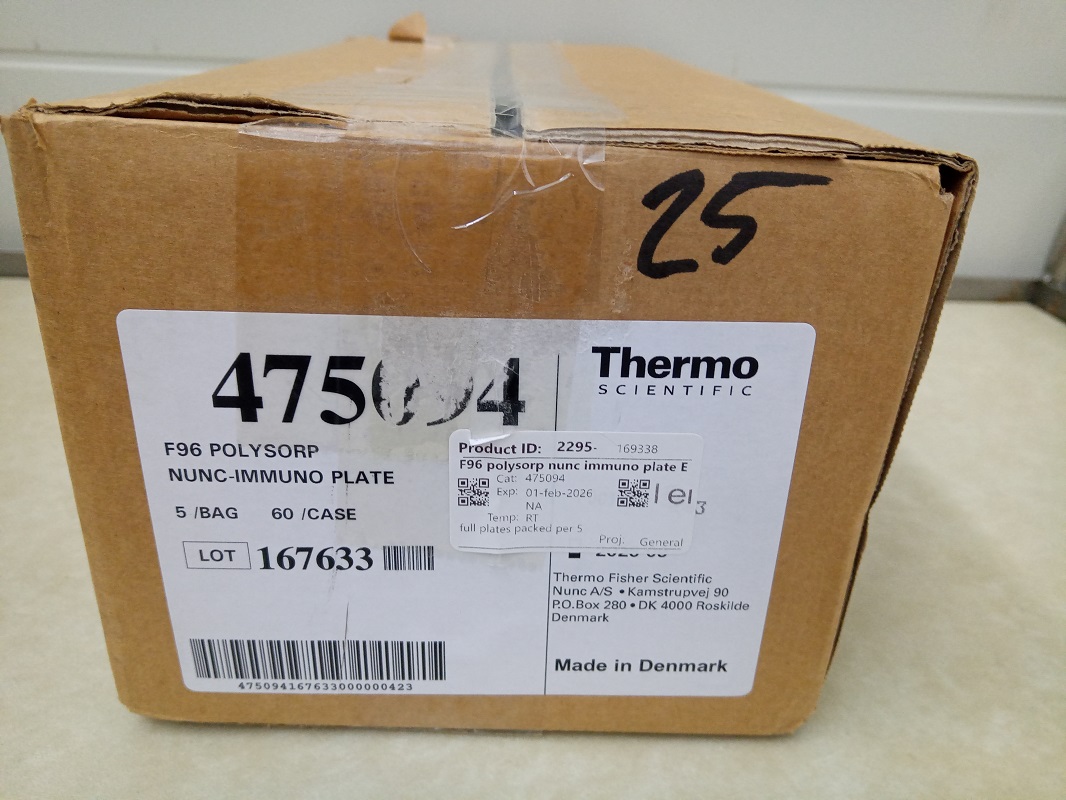 25
475094
Thermo
SCIENTIFIC
F96 POLYSORP
NUNC-IMMUNO PLATE
5 /BAG 60 /CASE
LOT 167633
475094167633000000423
Product ID: 2295- 169338
F96 polysorp nunc immuno plate E
Cat: 475094
Exp: 01-feb-2026
NA
Temp: RT
full plates packed per 5
Proj. General
Thermo Fisher Scientific
Nunc A/S • Kamstrupvej 90
P.O.Box 280 • DK 4000 Roskilde
Denmark
Made in Denmark